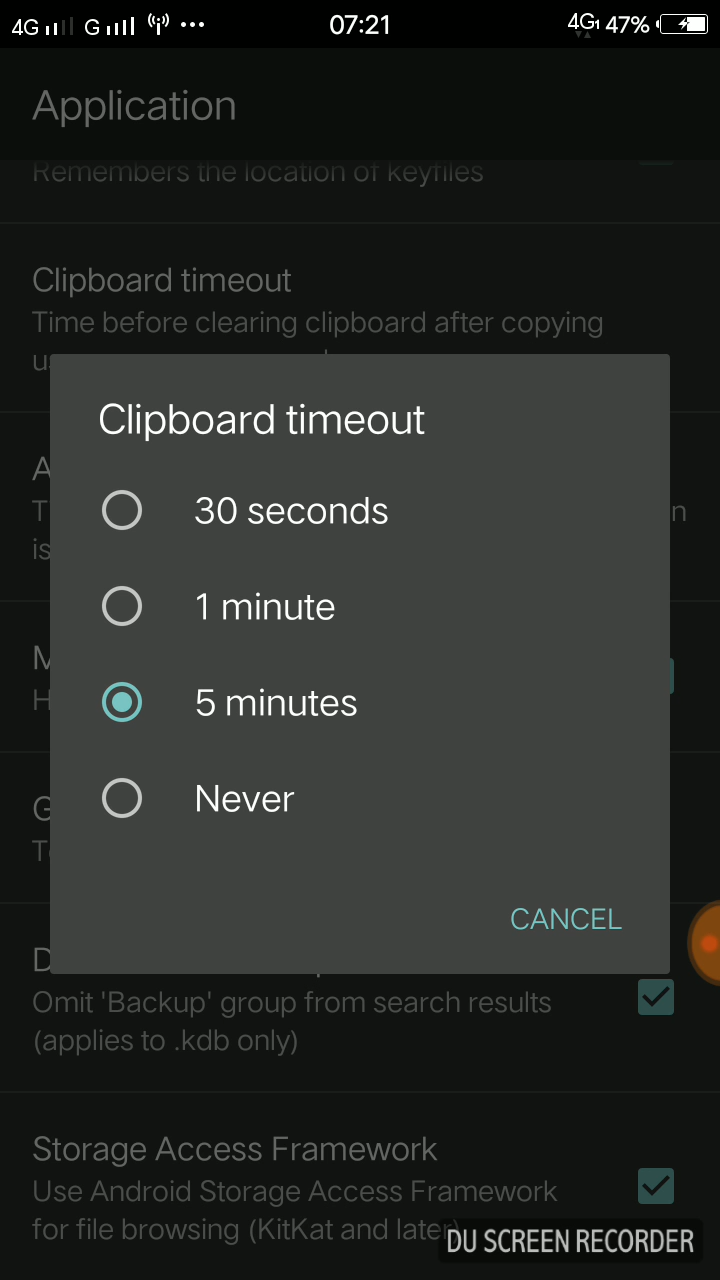 4G G 07:21 4G1 47%
Application
Remembers the location of keyfiles
Clipboard timeout
Time before clearing clipboard after copying
Clipboard timeout
30 seconds
1 minute
5 minutes
Never
CANCEL
Omit 'Backup' group from search results
(applies to .kdb only)
Storage Access Framework
Use Android Storage Access Framework
for file browsing (KitKat and later)
DU SCREEN RECORDER